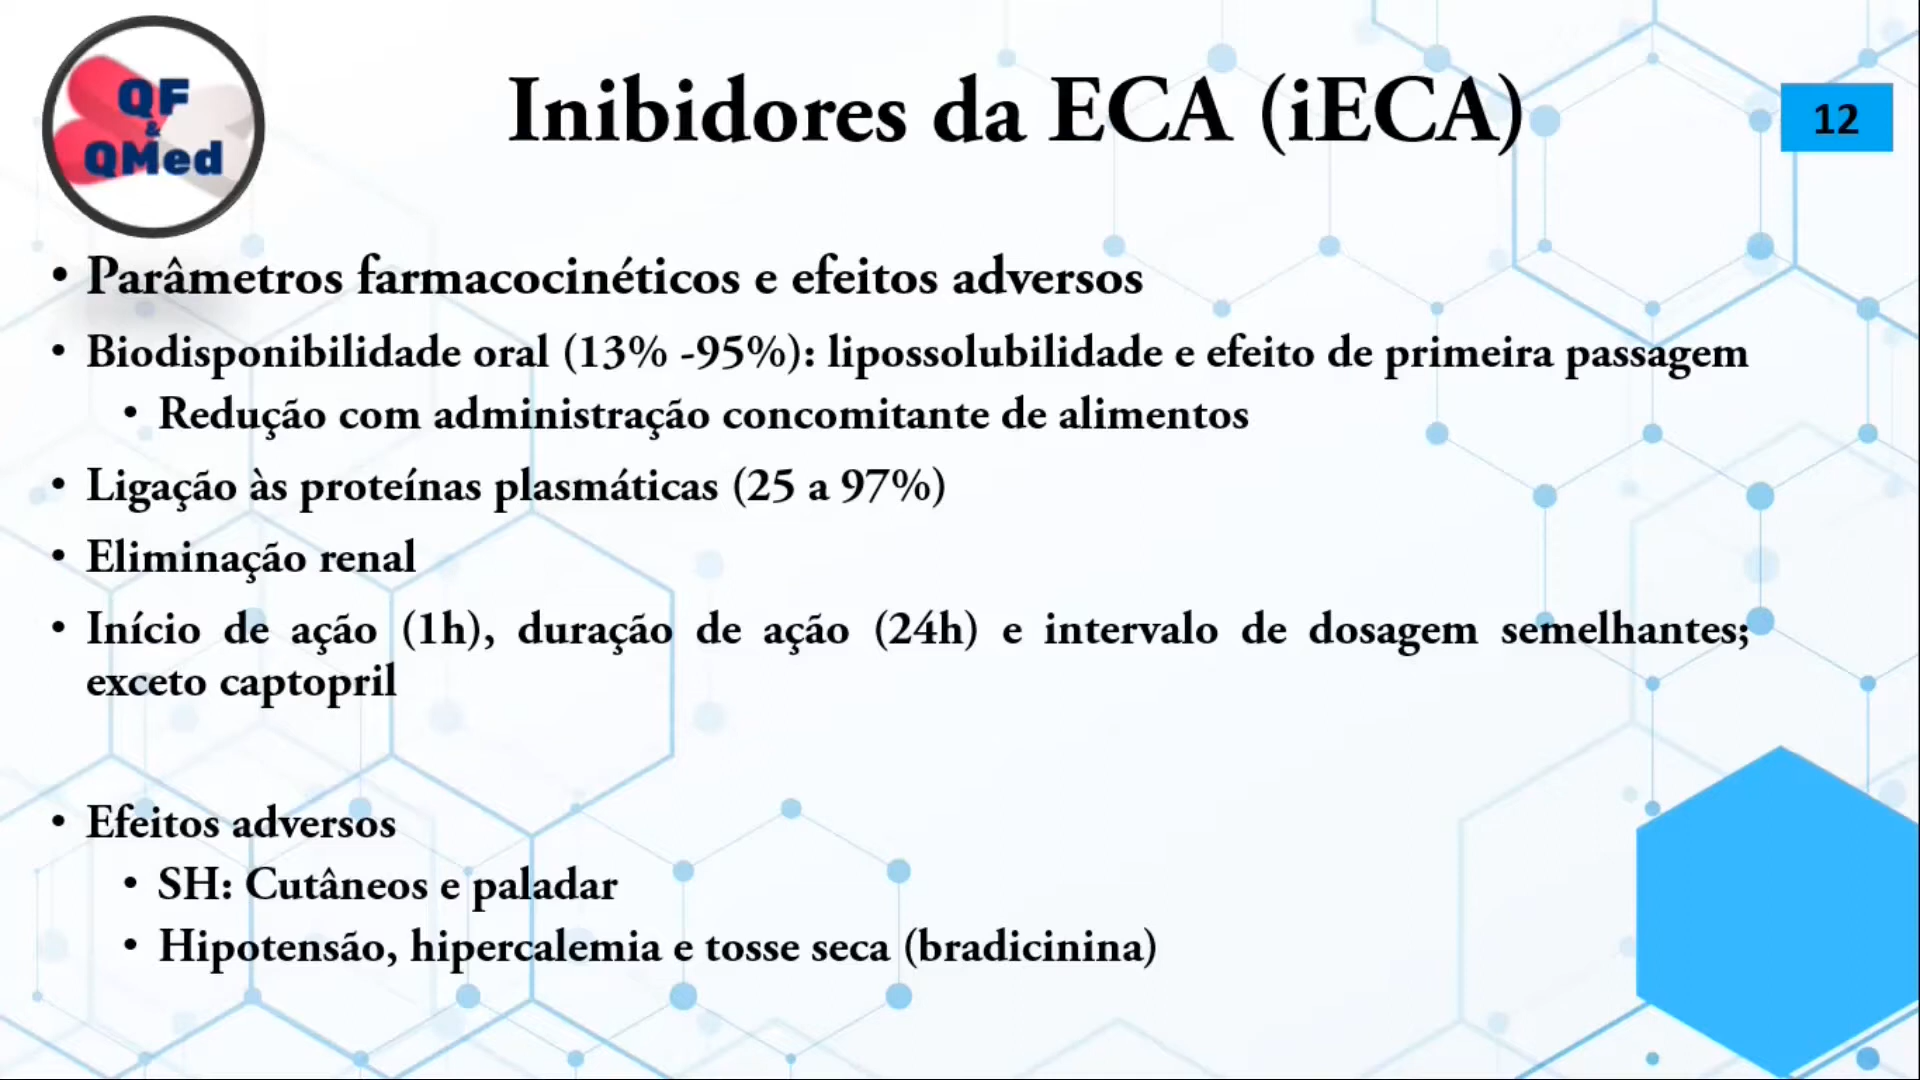 QF
&
QMed
Inibidores da ECA (iECA)
12
• Parâmetros farmacocinéticos e efeitos adversos
• Biodisponibilidade oral (13% -95%): lipossolubilidade e efeito de primeira passagem
• Redução com administração concomitante de alimentos
• Ligação às proteínas plasmáticas (25 a 97%)
• Eliminação renal
• Início de ação (1h), duração de ação (24h) e intervalo de dosagem semelhantes;
exceto captopril
• Efeitos adversos
• SH: Cutâneos e paladar
• Hipotensão, hipercalemia e tosse seca (bradicinina)